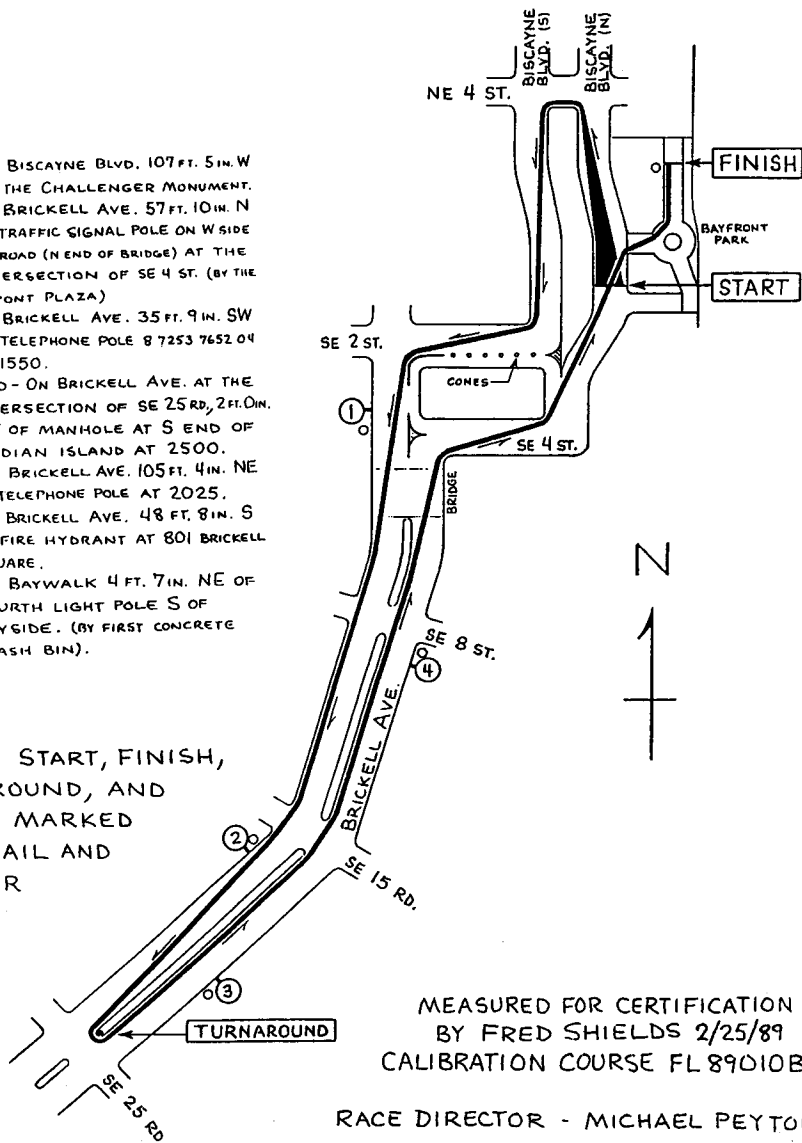 BISCAYNE BLVD. (S)
BISCAYNE BLVD. (N)
NE 4 ST.
BISCAYNE BLVD. 107 FT. 5 IN. W
THE CHALLENGER MONUMENT.
BRICKELL AVE. 57 FT. 10 IN. N
TRAFFIC SIGNAL POLE ON W SIDE
ROAD (N END OF BRIDGE) AT THE
ERSECTION OF SE 4 ST. (BY THE
PONT PLAZA)
BRICKELL AVE. 35 FT. 9 IN. SW
TELEPHONE POLE 8 7253 7652 04
1550.
D - ON BRICKELL AVE. AT THE
ERSECTION OF SE 25 RD., 2 FT. 0 IN.
OF MANHOLE AT S END OF
DIAN ISLAND AT 2500.
BRICKELL AVE. 105 FT. 4 IN. NE
TELEPHONE POLE AT 2025.
BRICKELL AVE. 48 FT. 8 IN. S
FIRE HYDRANT AT 801 BRICKELL
UARE.
BAYWALK 4 FT. 7 IN. NE OF
URTH LIGHT POLE S OF
YSIDE. (BY FIRST CONCRETE
ASH BIN).
FINISH
BAYFRONT PARK
START
SE 2 ST.
CONES
1
SE 4 ST.
BRIDGE
N
SE 8 ST.
4
BRICKELL AVE.
START, FINISH,
ROUND, AND
MARKED
AIL AND
R
2
SE 15 RD.
3
TURNAROUND
SE 25 RD
MEASURED FOR CERTIFICATION
BY FRED SHIELDS 2/25/89
CALIBRATION COURSE FL 89010B
RACE DIRECTOR - MICHAEL PEYTO